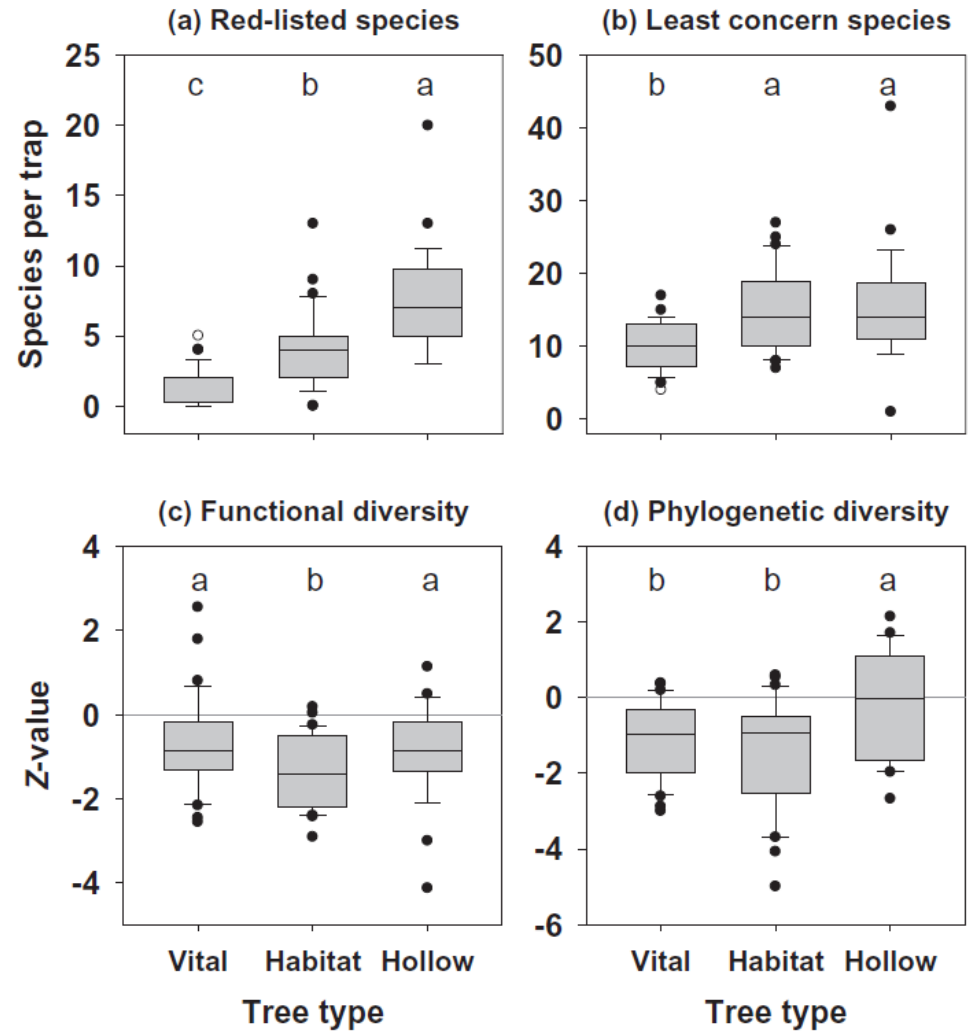 (a) Red-listed species
(b) Least concern species
Species per trap
25
20
15
10
5
0
c b a
50
40
30
20
10
0
b a a
(c) Functional diversity
(d) Phylogenetic diversity
Z-value
4
2
0
-2
-4
a b a
4
2
0
-2
-4
-6
b b a
Vital Habitat Hollow
Vital Habitat Hollow
Tree type
Tree type